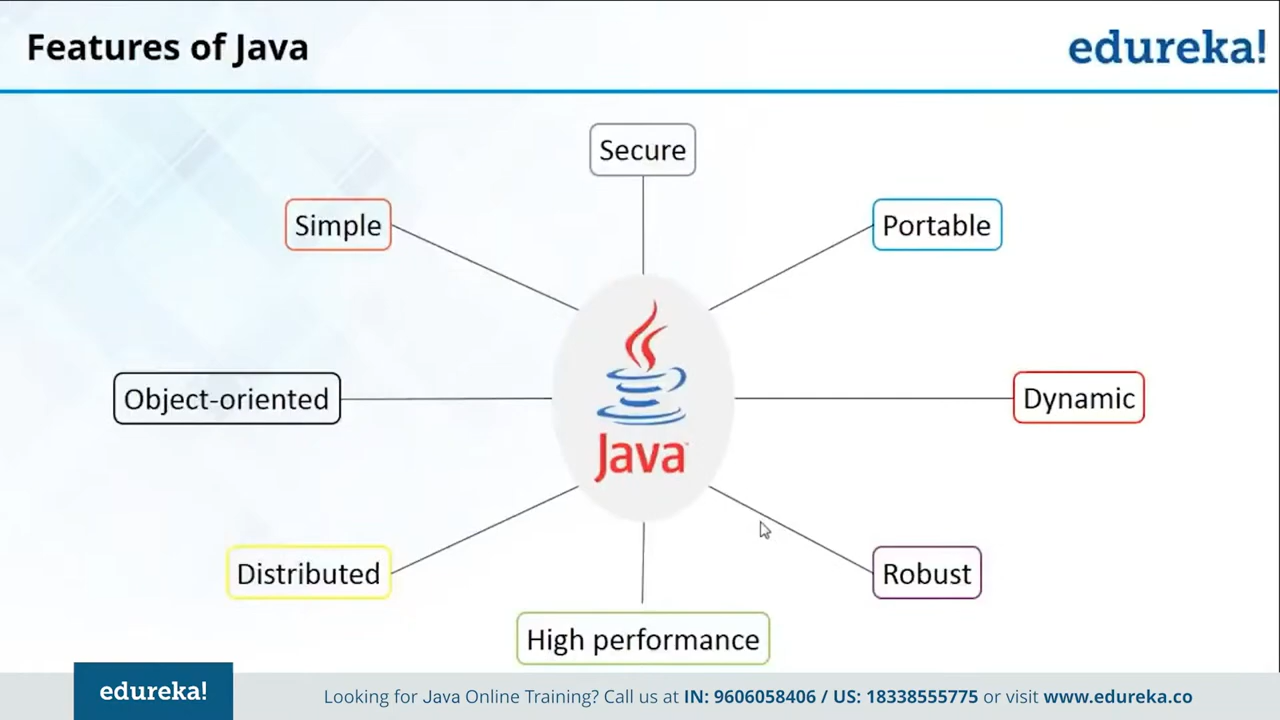 Features of Java
edureka!
Secure
Simple
Portable
Object-oriented
Dynamic
Java
Distributed
Robust
High performance
edureka!
Looking for Java Online Training? Call us at IN: 9606058406 / US: 18338555775 or visit www.edureka.co